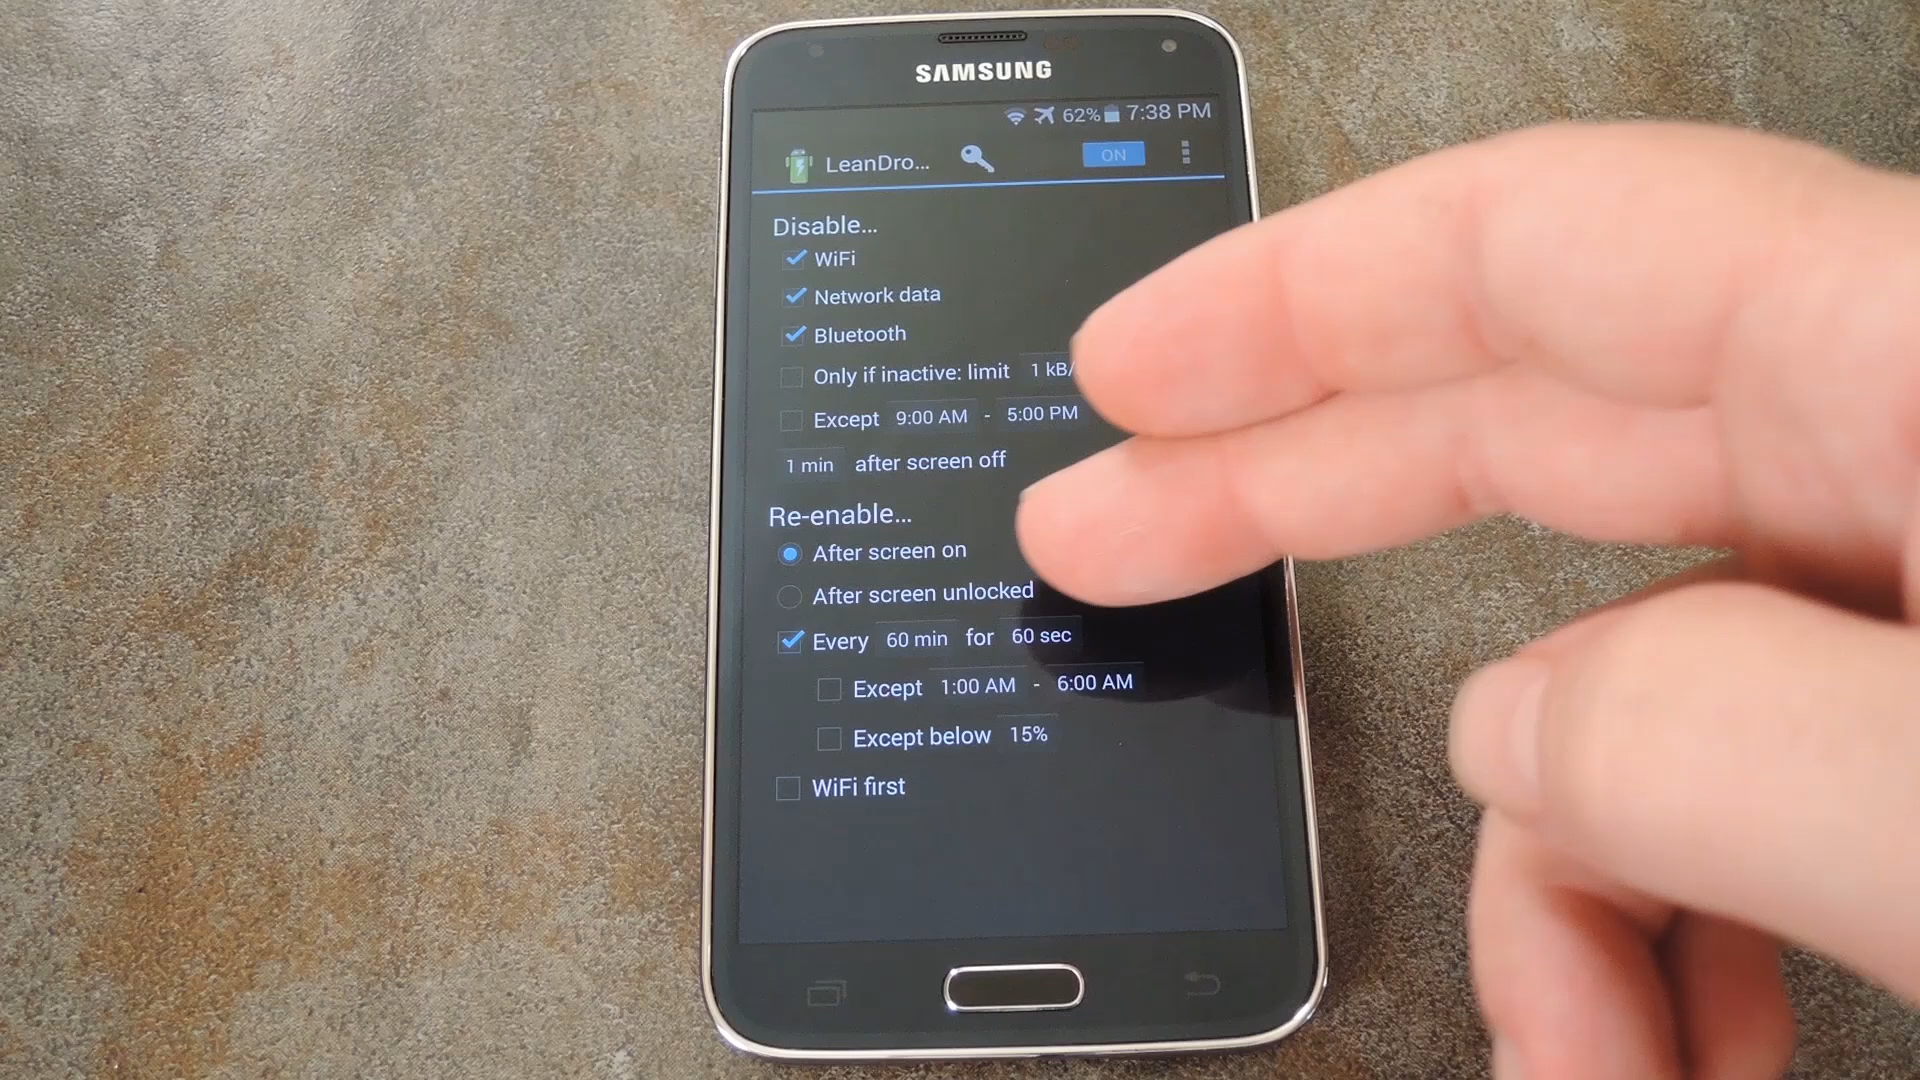 SAMSUNG
62% 7:38 PM
LeanDro... ON
Disable...
WiFi
Network data
Bluetooth
Only if inactive: limit 1 kB/
Except 9:00 AM - 5:00 PM
1 min after screen off
Re-enable...
After screen on
After screen unlocked
Every 60 min for 60 sec
Except 1:00 AM - 6:00 AM
Except below 15%
WiFi first